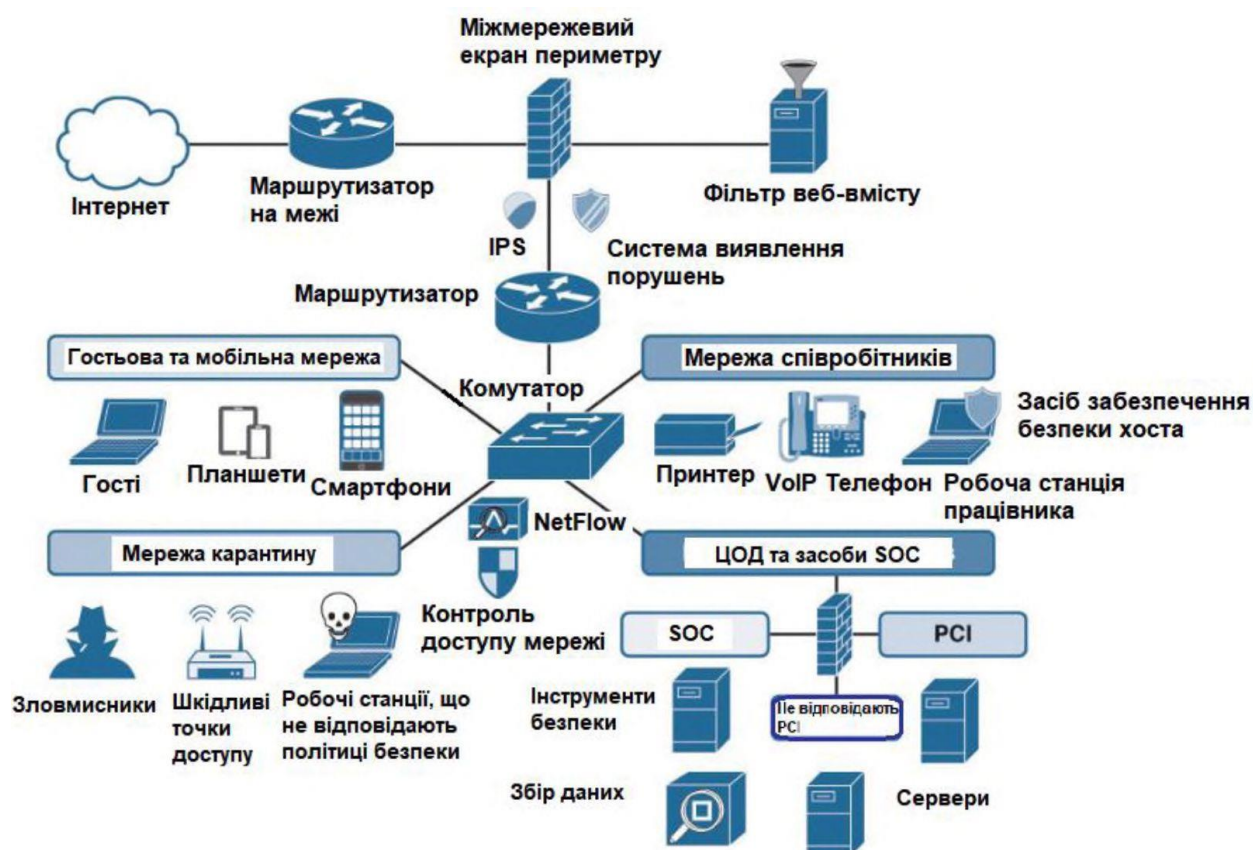 Міжмережевий
екран периметру
Інтернет
Маршрутизатор
на межі
Фільтр веб-вмісту
IPS
Система виявлення
порушень
Маршрутизатор
Гостьова та мобільна мережа
Мережа співробітників
Комутатор
Засіб забезпечення
безпеки хоста
Гості
Планшети
Смартфони
Принтер
VoIP Телефон
Робоча станція
працівника
NetFlow
Мережа карантину
ЦОД та засоби SOC
Контроль
доступу мережі
SOC
PCI
Зловмисники
Шкідливі
точки
доступу
Робочі станції, що
не відповідають
політиці безпеки
Інструменти
безпеки
Не відповідають
PCI
Збір даних
Сервери